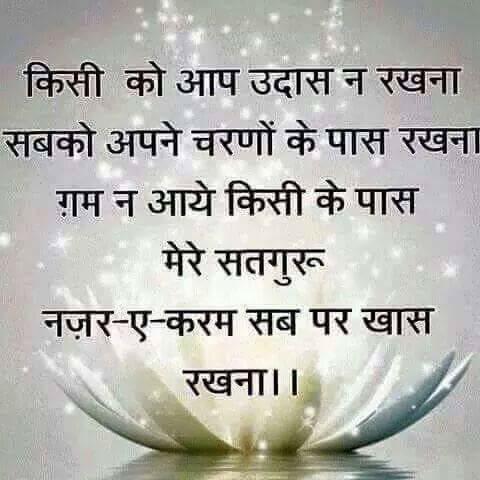 किसी को आप उदास न रखना
सबको अपने चरणों के पास रखना
ग़म न आये किसी के पास
मेरे सतगुरू
नज़र-ए-करम सब पर खास
रखना।।